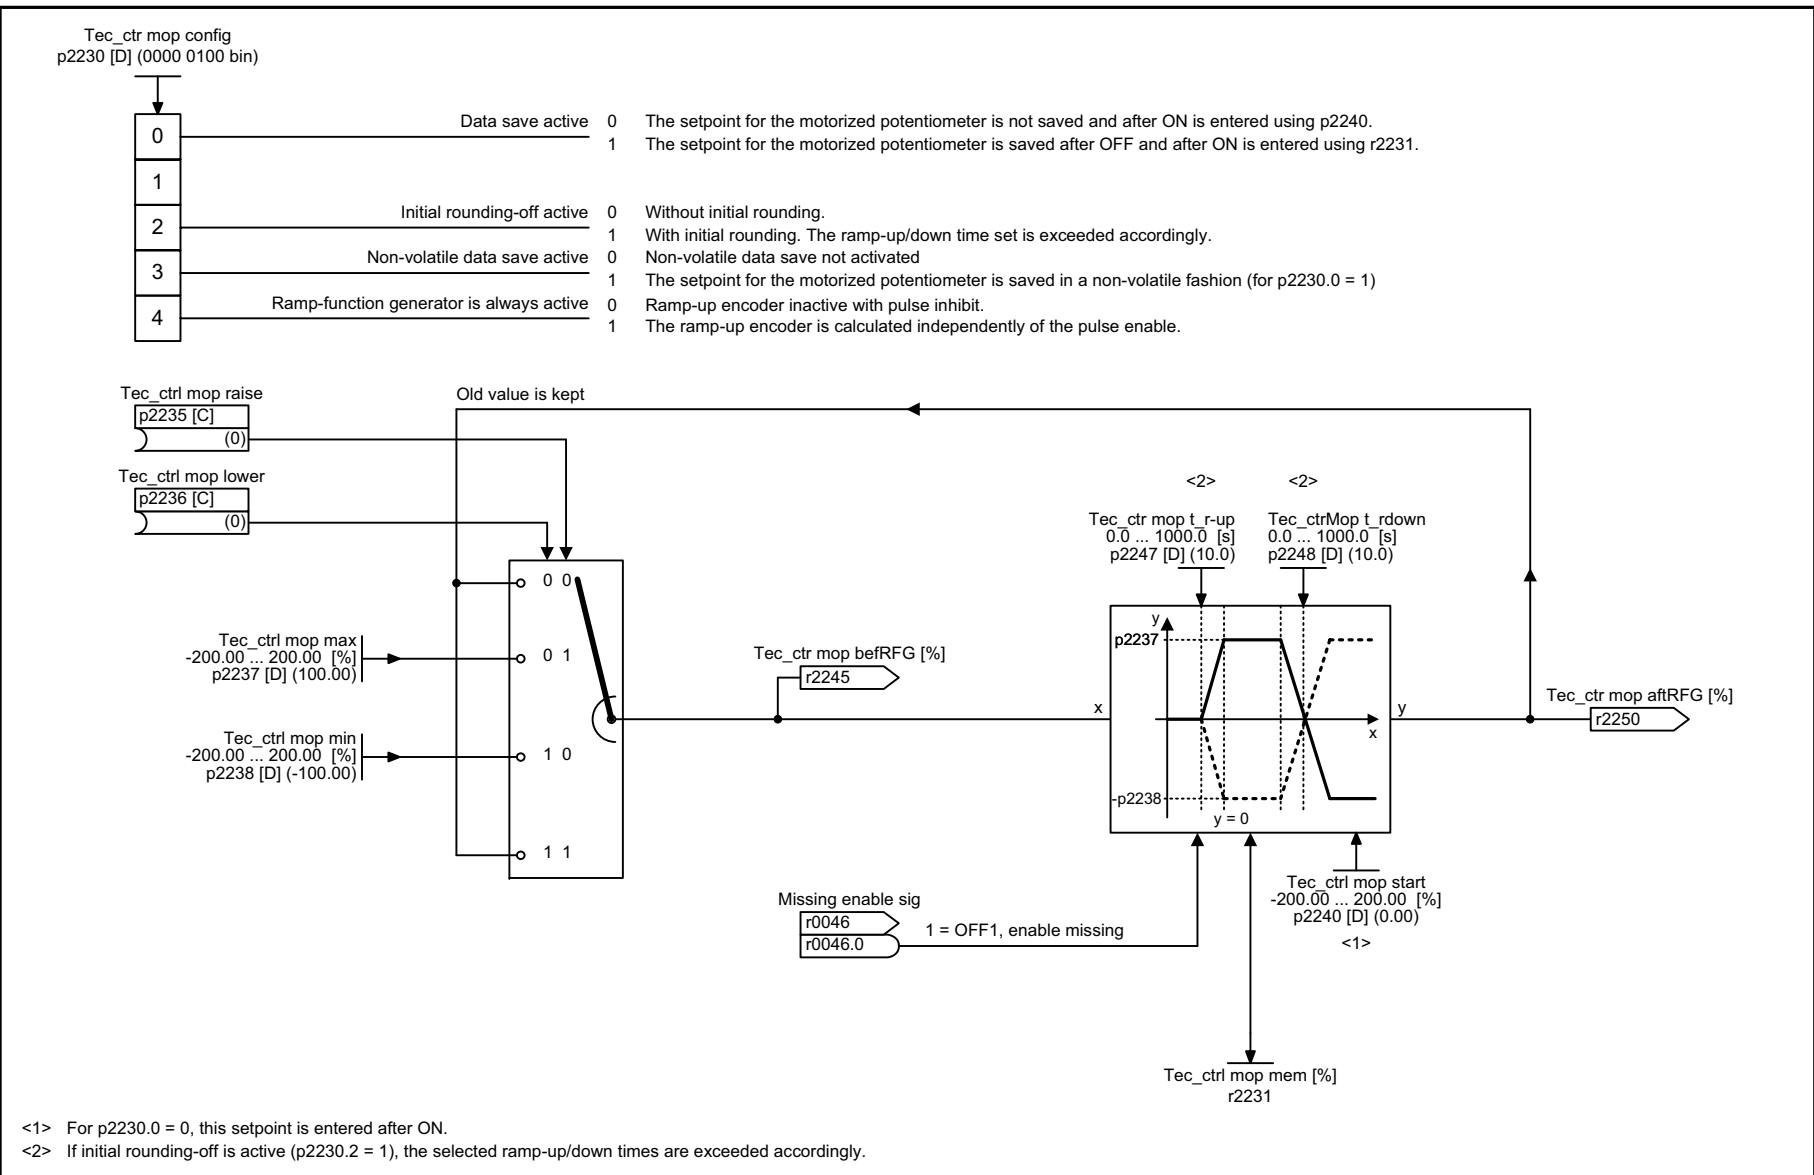 Tec_ctr mop config
p2230 [D] (0000 0100 bin)
0
Data save active 0 The setpoint for the motorized potentiometer is not saved and after ON is entered using p2240.
1 The setpoint for the motorized potentiometer is saved after OFF and after ON is entered using r2231.
1
2
Initial rounding-off active 0 Without initial rounding.
1 With initial rounding. The ramp-up/down time set is exceeded accordingly.
3
Non-volatile data save active 0 Non-volatile data save not activated
1 The setpoint for the motorized potentiometer is saved in a non-volatile fashion (for p2230.0 = 1)
4
Ramp-function generator is always active 0 Ramp-up encoder inactive with pulse inhibit.
1 The ramp-up encoder is calculated independently of the pulse enable.
Tec_ctrl mop raise
p2235 [C]
(0)
Old value is kept
Tec_ctrl mop lower
p2236 [C]
(0)
0 0
Tec_ctrl mop max
-200.00 ... 200.00 [%]
p2237 [D] (100.00)
0 1
Tec_ctrl mop min
-200.00 ... 200.00 [%]
p2238 [D] (-100.00)
1 0
1 1
Tec_ctr mop befRFG [%]
r2245
<2>
<2>
Tec_ctr mop t_r-up
0.0 ... 1000.0 [s]
p2247 [D] (10.0)
Tec_ctrMop t_rdown
0.0 ... 1000.0 [s]
p2248 [D] (10.0)
x
y
p2237
x
-p2238
y = 0
y
Tec_ctr mop aftRFG [%]
r2250
Missing enable sig
r0046
r0046.0
1 = OFF1, enable missing
Tec_ctrl mop start
-200.00 ... 200.00 [%]
p2240 [D] (0.00)
<1>
Tec_ctrl mop mem [%]
r2231
<1> For p2230.0 = 0, this setpoint is entered after ON.
<2> If initial rounding-off is active (p2230.2 = 1), the selected ramp-up/down times are exceeded accordingly.